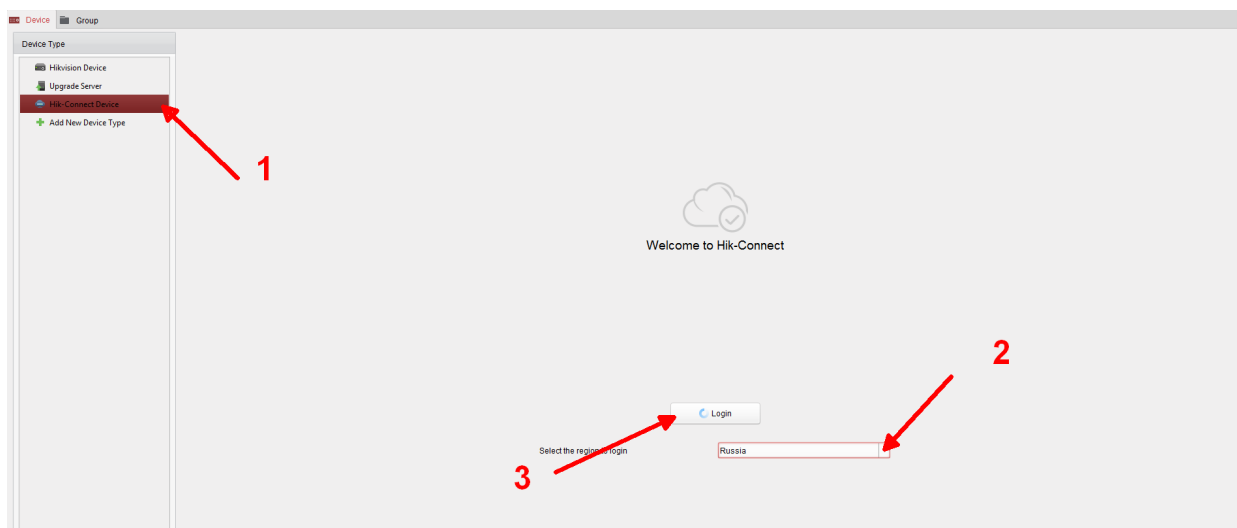 Device Group
Device Type
Hikvision Device
Upgrade Server
Hik-Connect Device
Add New Device Type
1
Welcome to Hik-Connect
2
Login
Select the region to login
Russia
3